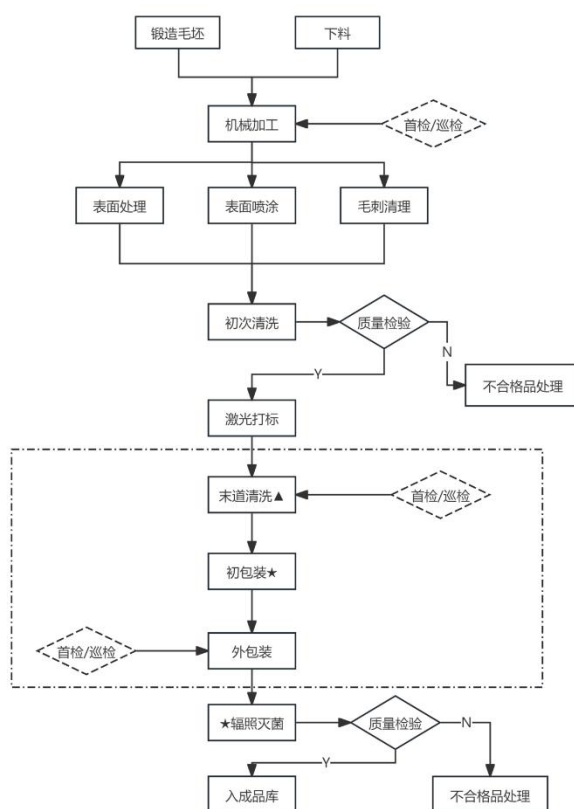 锻造毛坯
下料
机械加工
首检/巡检
表面处理
表面喷涂
毛刺清理
初次清洗
质量检验
N
Y
不合格品处理
激光打标
末道清洗▲
首检/巡检
初包装★
首检/巡检
外包装
★辐照灭菌
质量检验
N
Y
入成品库
不合格品处理